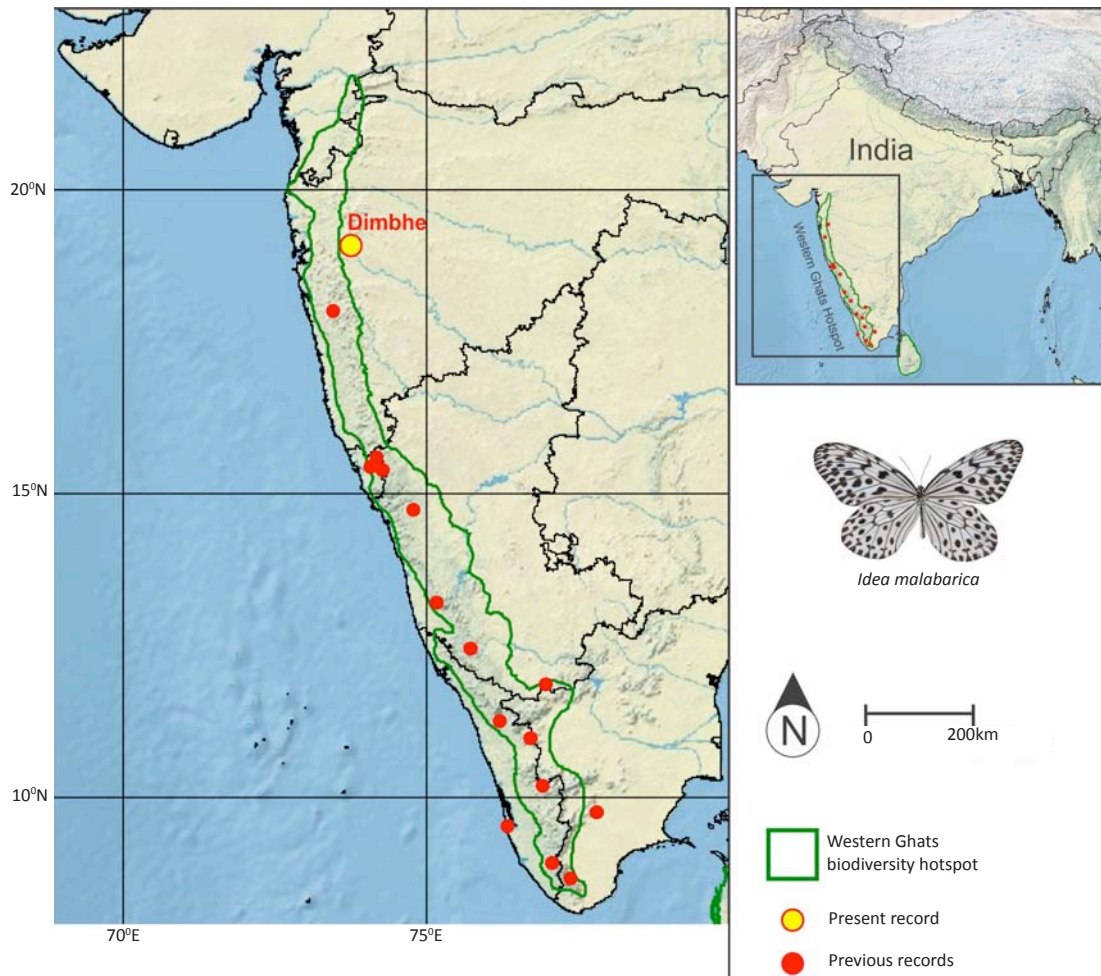 20⁰N
15⁰N
10⁰N
70⁰E
75⁰E
Dimbhe
India
Western Ghats Hotspot
Idea malabarica
N
0
200km
Western Ghats
biodiversity hotspot
Present record
Previous records